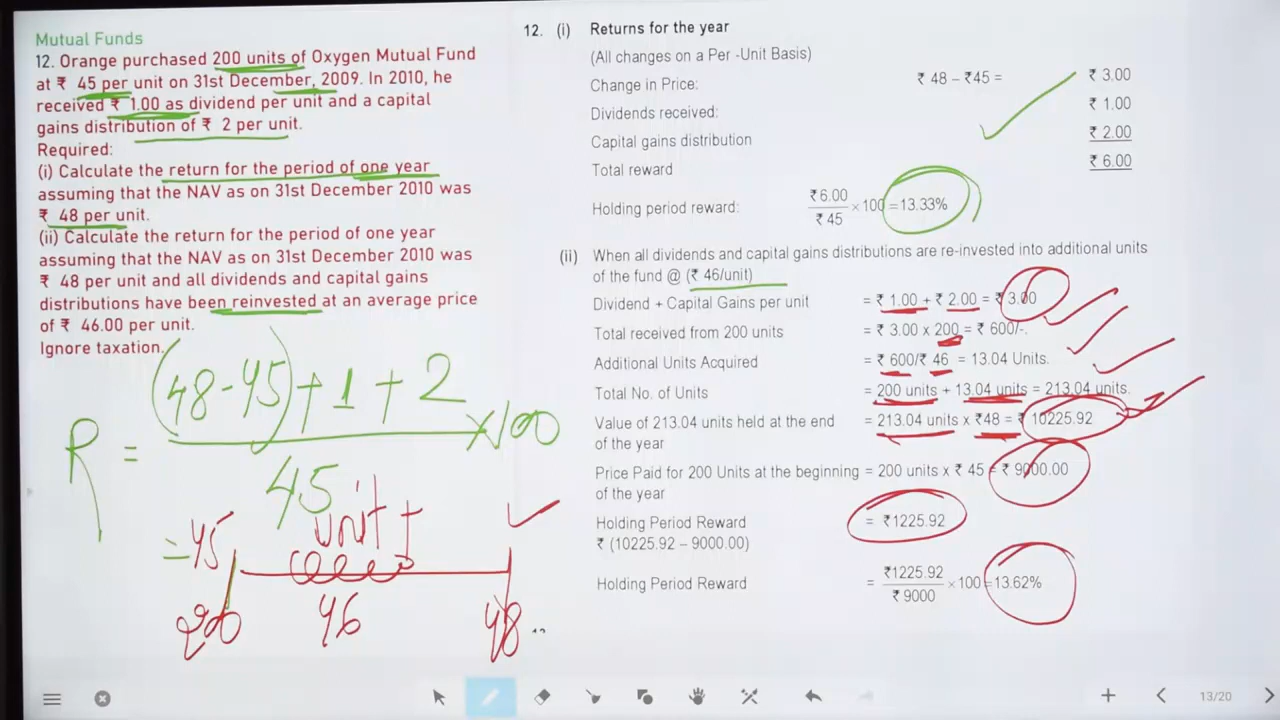 Mutual Funds
12. Orange purchased 200 units of Oxygen Mutual Fund
at ₹ 45 per unit on 31st December, 2009. In 2010, he
received ₹ 1.00 as dividend per unit and a capital
gains distribution of ₹ 2 per unit.
Required:
(i) Calculate the return for the period of one year
assuming that the NAV as on 31st December 2010 was
₹ 48 per unit.
(ii) Calculate the return for the period of one year
assuming that the NAV as on 31st December 2010 was
₹ 48 per unit and all dividends and capital gains
distributions have been reinvested at an average price
of ₹ 46.00 per unit.
Ignore taxation.
R = (48-45)+1+2
45
×100
=45
unit ↑
200
46
48
12. (i) Returns for the year
(All changes on a Per -Unit Basis)
Change in Price: ₹ 48 – ₹45 = ₹ 3.00
Dividends received: ₹ 1.00
Capital gains distribution ₹ 2.00
Total reward ₹ 6.00
Holding period reward: ₹ 6.00 / ₹ 45 × 100 = 13.33%
(ii) When all dividends and capital gains distributions are re-invested into additional units
of the fund @ (₹ 46/unit)
Dividend + Capital Gains per unit = ₹ 1.00 + ₹ 2.00 = ₹ 3.00
Total received from 200 units = ₹ 3.00 x 200 = ₹ 600/-.
Additional Units Acquired = ₹ 600/₹ 46 = 13.04 Units.
Total No. of Units = 200 units + 13.04 units = 213.04 units.
Value of 213.04 units held at the end = 213.04 units x ₹48 = ₹ 10225.92
of the year
Price Paid for 200 Units at the beginning = 200 units x ₹ 45 = ₹ 9000.00
of the year
Holding Period Reward = ₹1225.92
₹ (10225.92 – 9000.00)
Holding Period Reward = ₹1225.92 / ₹ 9000 × 100 = 13.62%
13/20